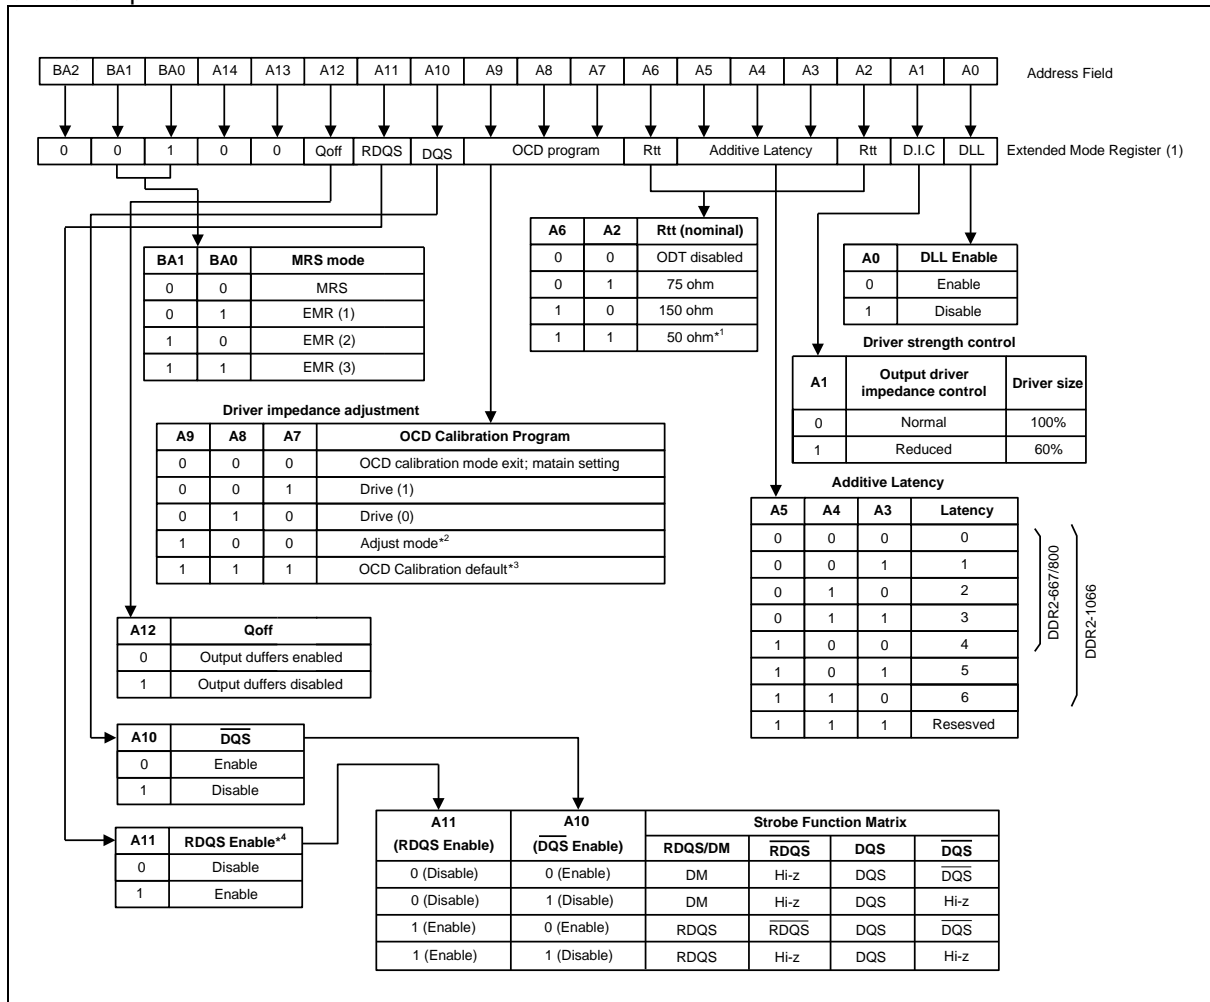 BA2 BA1 BA0 A14 A13 A12 A11 A10 A9 A8 A7 A6 A5 A4 A3 A2 A1 A0 Address Field
0 0 1 0 0 Qoff RDQS DQS OCD program Rtt Additive Latency Rtt D.I.C DLL Extended Mode Register (1)
BA1 BA0 MRS mode
0 0 MRS
0 1 EMR (1)
1 0 EMR (2)
1 1 EMR (3)
A6 A2 Rtt (nominal)
0 0 ODT disabled
0 1 75 ohm
1 0 150 ohm
1 1 50 ohm*1
A0 DLL Enable
0 Enable
1 Disable
Driver strength control
A1 Output driver impedance control Driver size
0 Normal 100%
1 Reduced 60%
Driver impedance adjustment
A9 A8 A7 OCD Calibration Program
0 0 0 OCD calibration mode exit; matain setting
0 0 1 Drive (1)
0 1 0 Drive (0)
1 0 0 Adjust mode*2
1 1 1 OCD Calibration default*3
Additive Latency
A5 A4 A3 Latency
0 0 0 0
0 0 1 1
0 1 0 2
0 1 1 3
1 0 0 4
1 0 1 5
1 1 0 6
1 1 1 Resesved
DDR2-667/800
DDR2-1066
A12 Qoff
0 Output duffers enabled
1 Output duffers disabled
A10 D̅Q̅S̅
0 Enable
1 Disable
A11 RDQS Enable*4
0 Disable
1 Enable
A11 A10 Strobe Function Matrix
(RDQS Enable) (D̅Q̅S̅ Enable) RDQS/DM R̅D̅Q̅S̅ DQS D̅Q̅S̅
0 (Disable) 0 (Enable) DM Hi-z DQS D̅Q̅S̅
0 (Disable) 1 (Disable) DM Hi-z DQS Hi-z
1 (Enable) 0 (Enable) RDQS R̅D̅Q̅S̅ DQS D̅Q̅S̅
1 (Enable) 1 (Disable) RDQS Hi-z DQS Hi-z